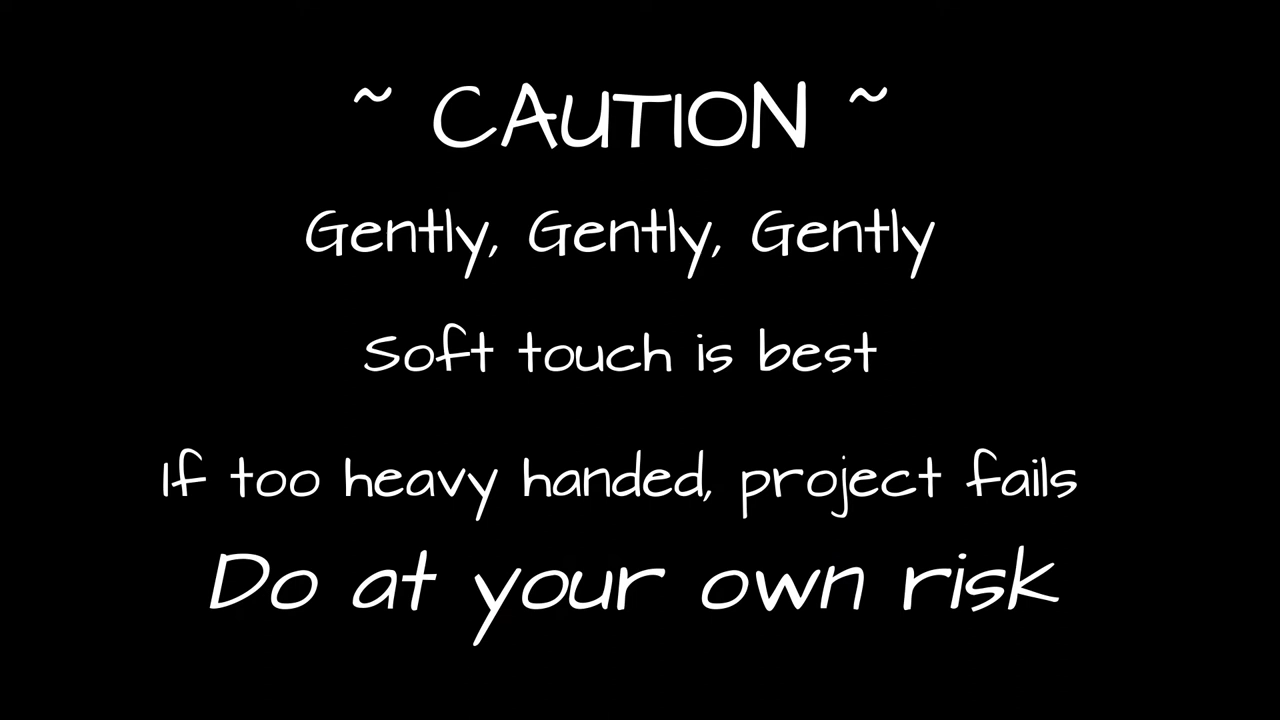 ~ CAUTION ~
Gently, Gently, Gently
Soft touch is best
If too heavy handed, project fails
Do at your own risk